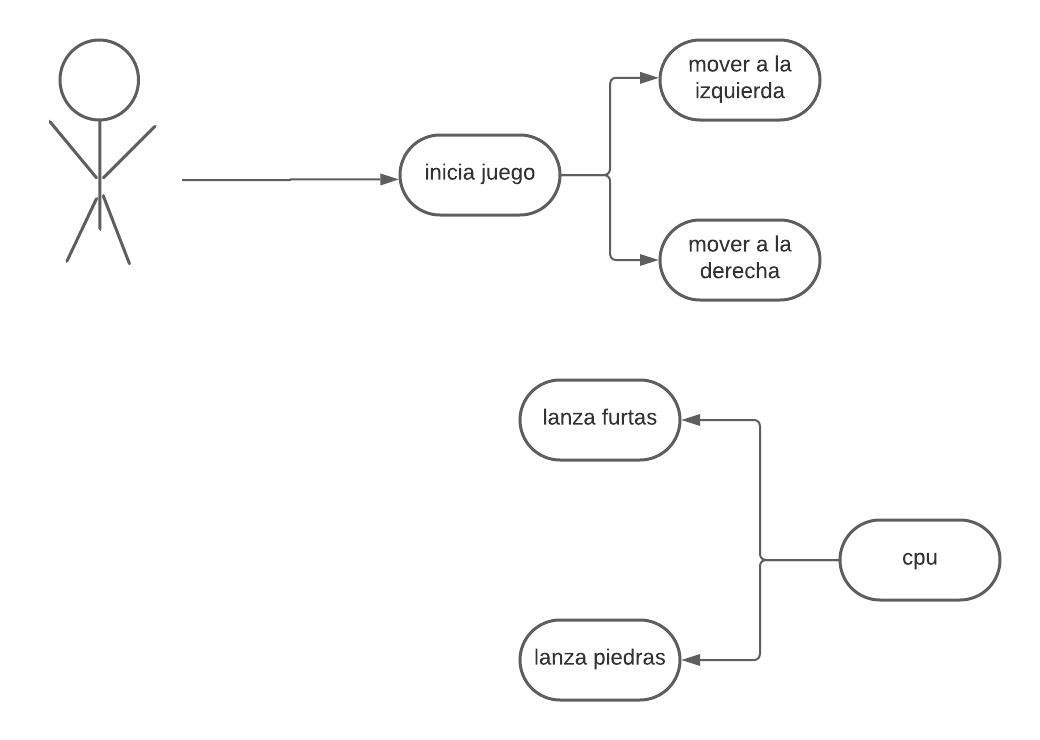 mover a la
izquierda
inicia juego
mover a la
derecha
lanza furtas
cpu
lanza piedras